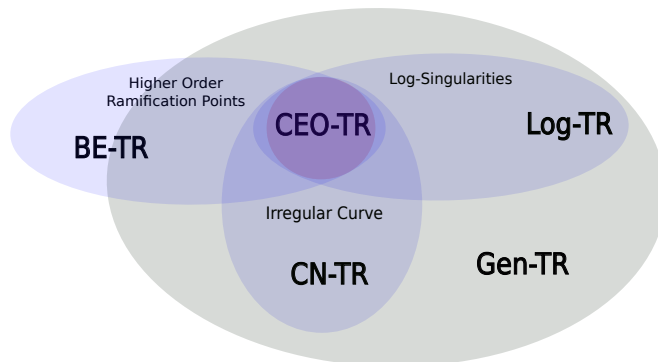 Higher Order
Ramification Points
Log-Singularities
CEO-TR
Log-TR
BE-TR
Irregular Curve
CN-TR
Gen-TR